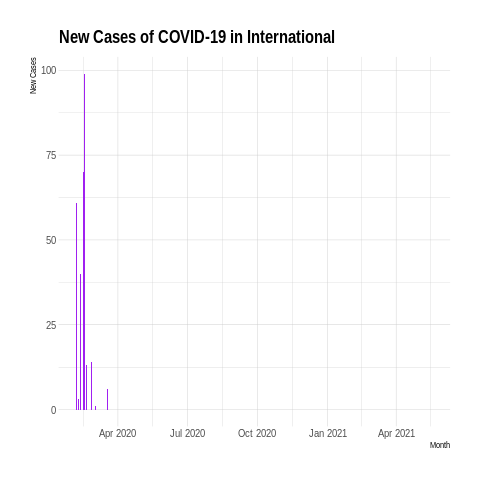 New Cases of COVID-19 in International
New Cases
100
75
50
25
0
Apr 2020 Jul 2020 Oct 2020 Jan 2021 Apr 2021
Month